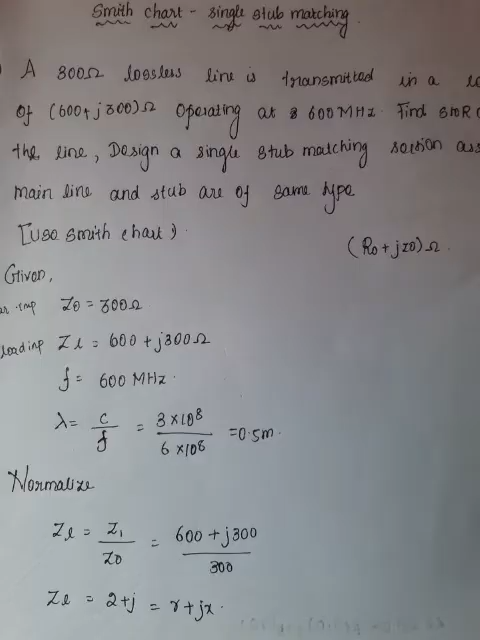 Smith chart - single stub matching.
A 300Ω lossless line is transmitted in a
Of (600+j300)Ω Operating at 600 MHz. Find
the line, Design a single stub matching section
main line and stub are of same type
[Use Smith chart).
(R0+jZ0)Ω.
Given,
Z0 = 300Ω
Zl = 600+j300Ω
f = 600 MHz.
λ = c/f = 3×10^8/6×10^8 = 0.5m.
Normalize
Zl = Z1/Z0 = 600+j300/300
Zl = 2+j = r+jx.